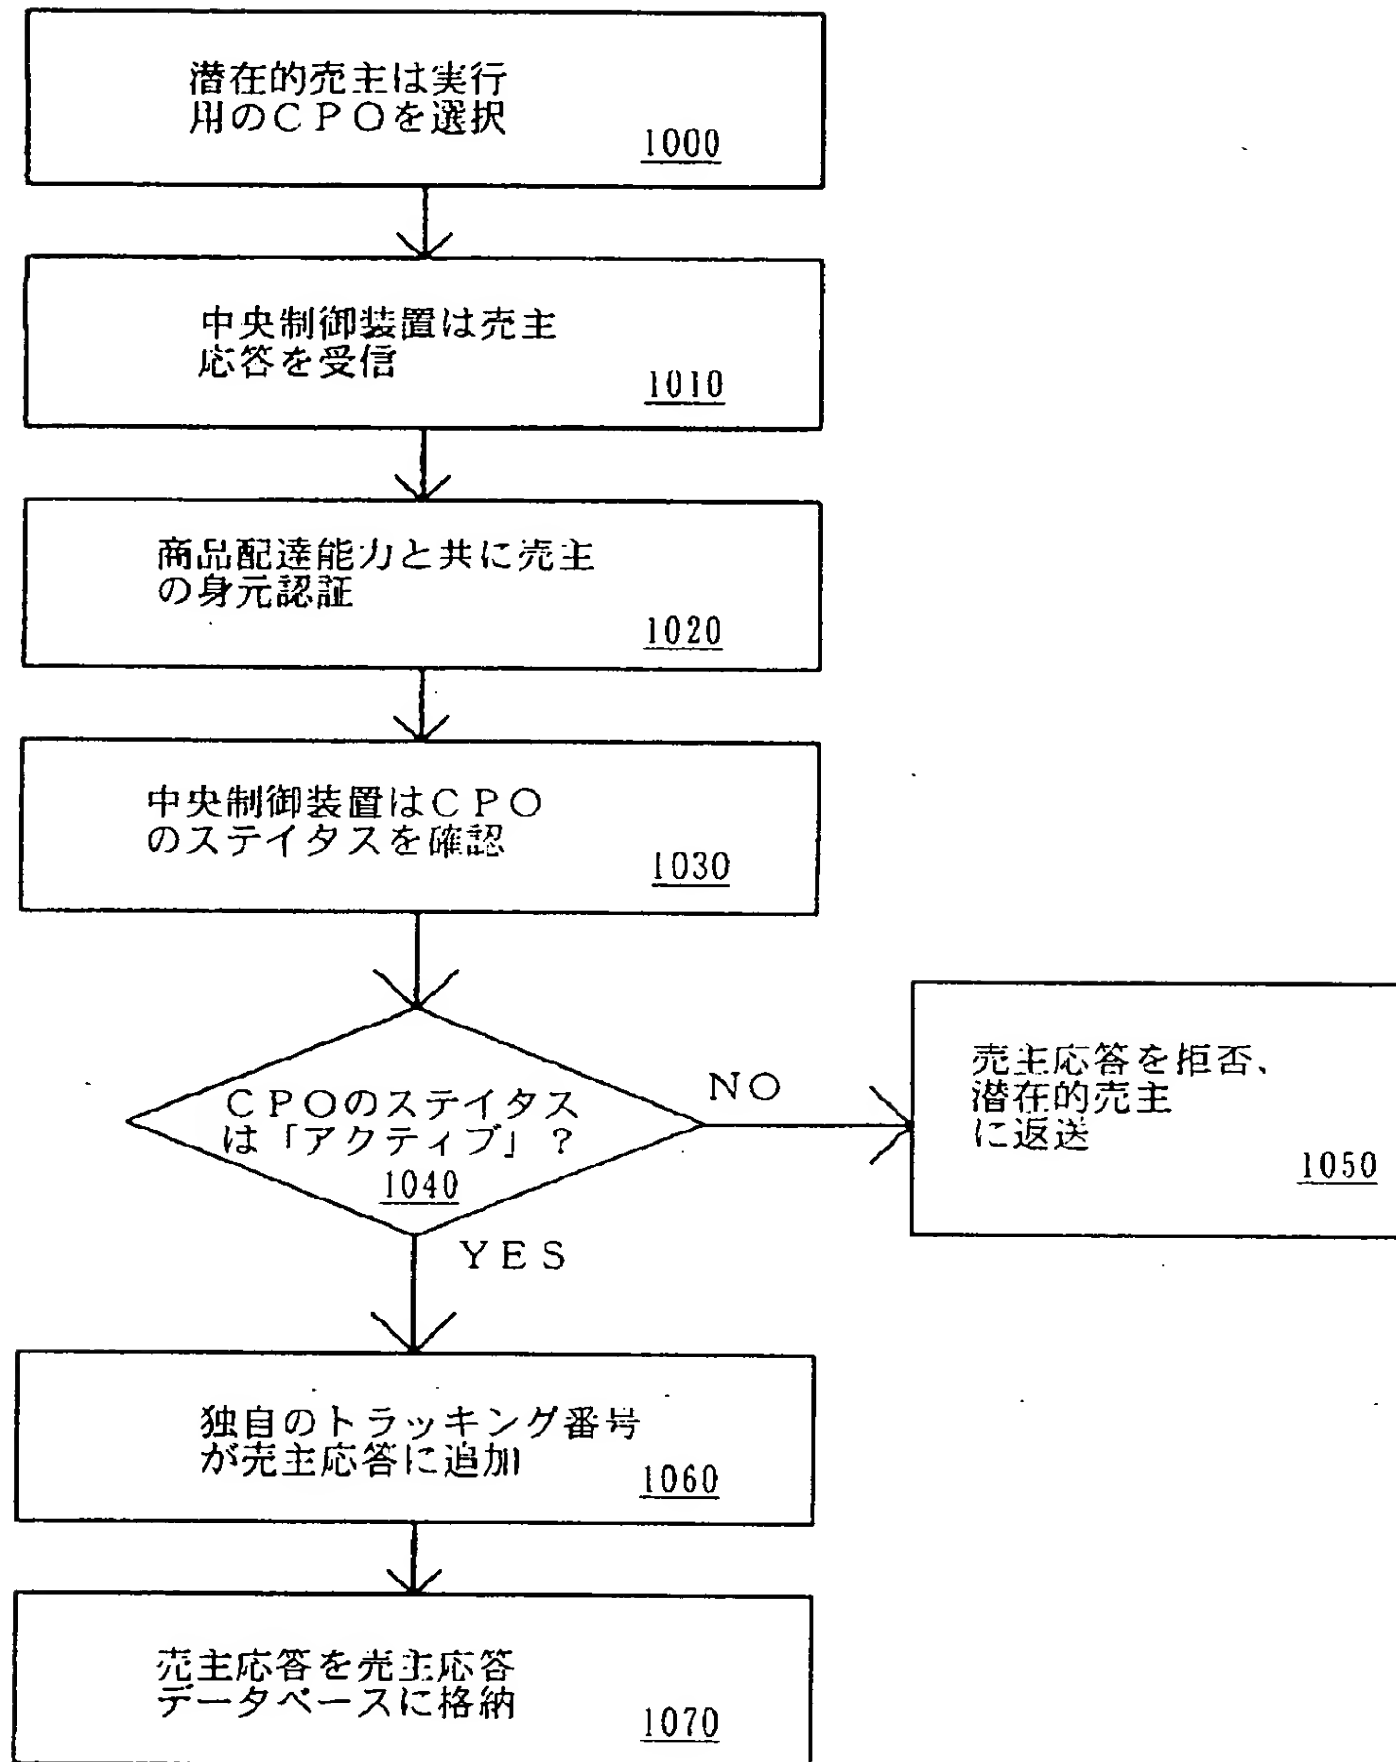 潜在的売主は実行
用のCPOを選択
1000
中央制御装置は売主
応答を受信
1010
商品配達能力と共に売主
の身元認証
1020
中央制御装置はCPO
のステイタスを確認
1030
CPOのステイタス
は「アクティブ」？
1040
NO
売主応答を拒否、
潜在的売主
に返送
1050
YES
独自のトラッキング番号
が売主応答に追加
1060
売主応答を売主応答
データベースに格納
1070